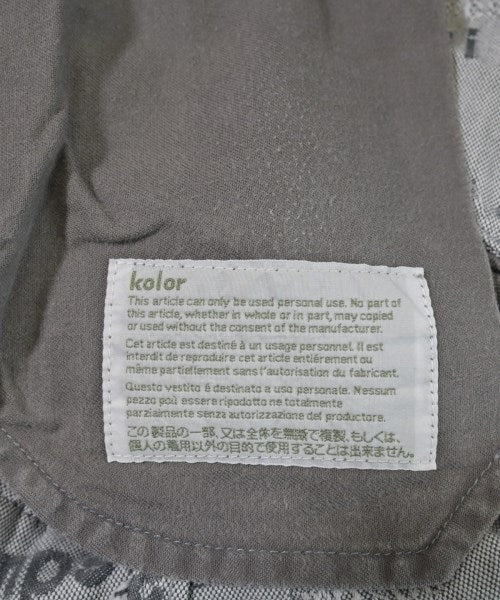 kolor
This article can only be used personal use. No part of
this article, whether in whole or in part, may copied
or used without the consent of the manufacturer.
Cet article est destiné à un usage personnel. Il est
interdit de reproduire cet article entiérement ou
même partiellement sans l'autorisation du fabricant.
Questo vestito é destinato a uso personale. Nessum
pezzo può essere ripodotto ne totalmente
parzialmente senza autorizzazione del produttore.
この製品の一部、又は全体を無断で複製、もしくは、
個人の着用以外の目的で使用することは出来ません。